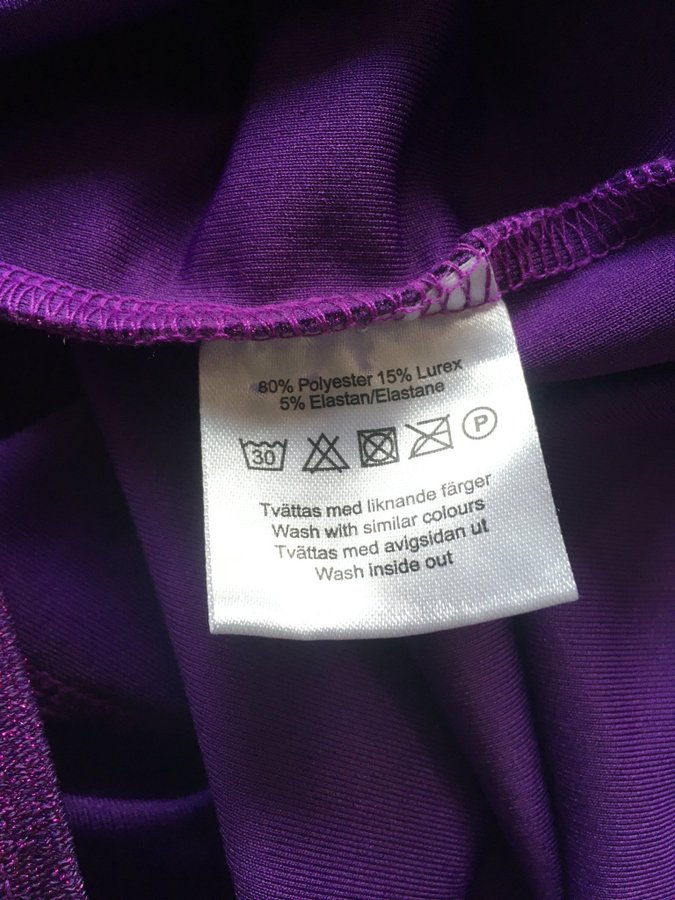 80% Polyester 15% Lurex
5% Elastan/Elastane
30 P
Tvättas med liknande färger
Wash with similar colours
Tvättas med avigsidan ut
Wash inside out